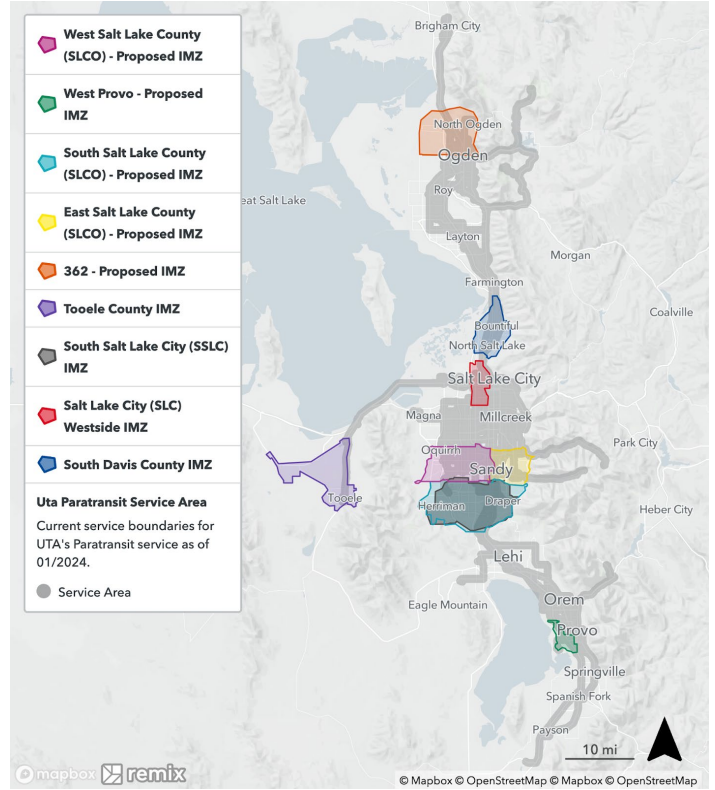 West Salt Lake County
(SLCO) - Proposed IMZ
West Provo - Proposed
IMZ
South Salt Lake County
(SLCO) - Proposed IMZ
East Salt Lake County
(SLCO) - Proposed IMZ
362 - Proposed IMZ
Tooele County IMZ
South Salt Lake City (SSLC)
IMZ
Salt Lake City (SLC)
Westside IMZ
South Davis County IMZ
Uta Paratransit Service Area
Current service boundaries for
UTA's Paratransit service as of
01/2024.
Service Area
Brigham City
North Ogden
Ogden
Roy
eat Salt Lake
Layton
Morgan
Farmington
Coalville
Bountiful
North Salt Lake
Salt Lake City
Magna
Millcreek
Park City
Oquirrh
Sandy
Tooele
Herriman
Draper
Heber City
Lehi
Eagle Mountain
Orem
Provo
Springville
Spanish Fork
Payson
10 mi
mapbox remix
© Mapbox © OpenStreetMap © Mapbox © OpenStreetMap